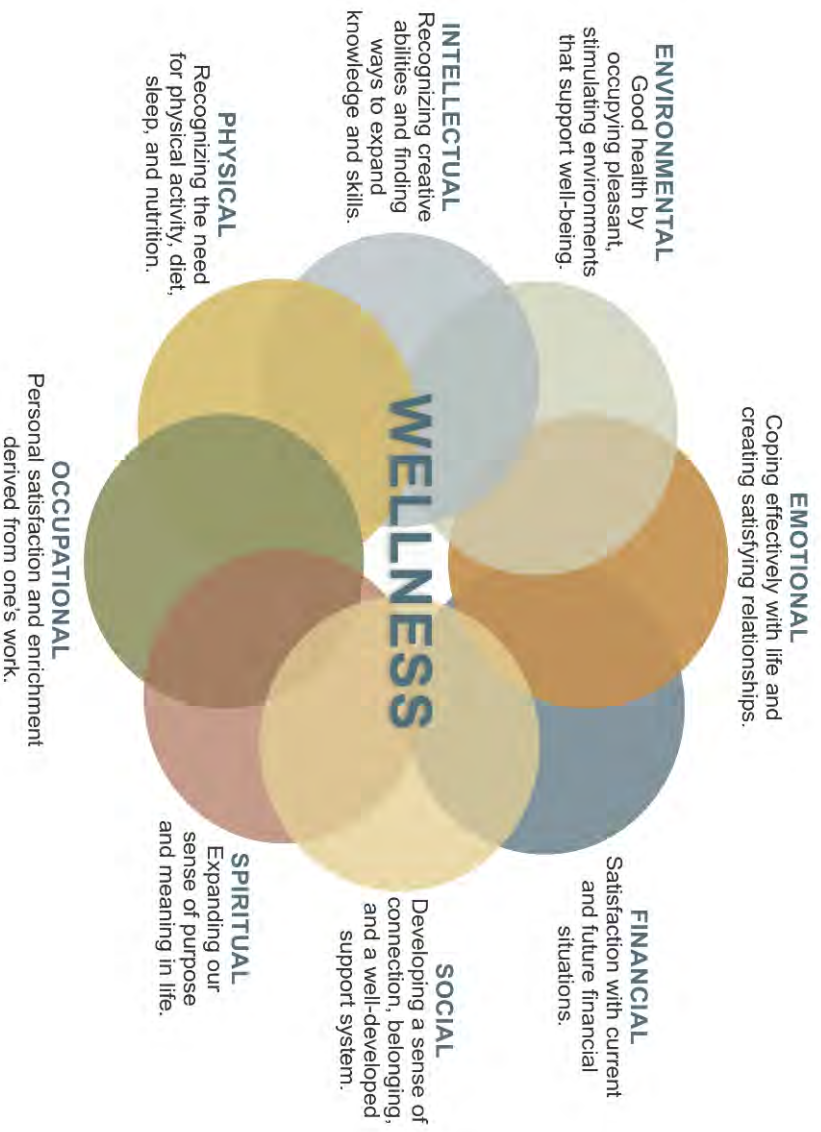 EMOTIONAL
Coping effectively with life and
creating satisfying relationships.
ENVIRONMENTAL
Good health by
occupying pleasant,
stimulating environments
that support well-being.
FINANCIAL
Satisfaction with current
and future financial
situations.
INTELLECTUAL
Recognizing creative
abilities and finding
ways to expand
knowledge and skills.
WELLNESS
SOCIAL
Developing a sense of
connection, belonging,
and a well-developed
support system.
PHYSICAL
Recognizing the need
for physical activity, diet,
sleep, and nutrition.
SPIRITUAL
Expanding our
sense of purpose
and meaning in life.
OCCUPATIONAL
Personal satisfaction and enrichment
derived from one's work.